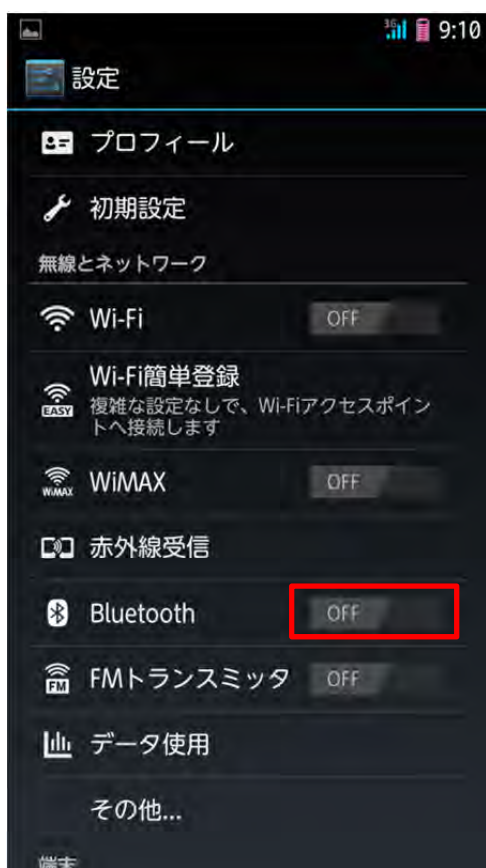 3G 9:10
設定
プロフィール
初期設定
無線とネットワーク
Wi-Fi OFF
Wi-Fi簡単登録
EASY 複雑な設定なしで、Wi-Fiアクセスポイン
トへ接続します
WiMAX WiMAX OFF
赤外線受信
Bluetooth OFF
FM FMトランスミッタ OFF
データ使用
その他...
端末